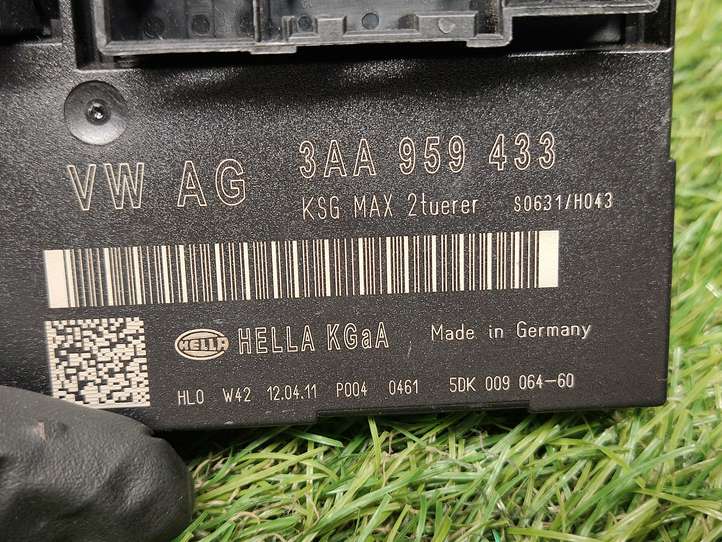 VW AG 3AA 959 433
KSG MAX 2tuerer S0631/H043
HELLA HELLA KGaA Made in Germany
HLO W42 12.04.11 P004 0461 5DK 009 064-60